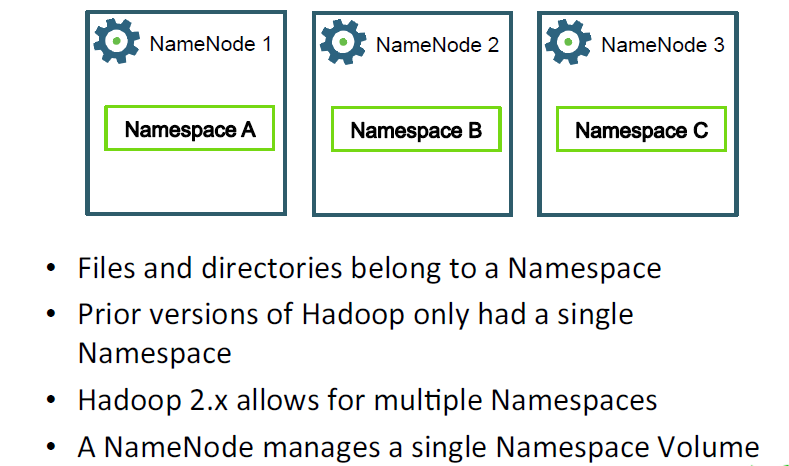 NameNode 1
NameNode 2
NameNode 3
Namespace A
Namespace B
Namespace C
• Files and directories belong to a Namespace
• Prior versions of Hadoop only had a single
Namespace
• Hadoop 2.x allows for multiple Namespaces
• A NameNode manages a single Namespace Volume